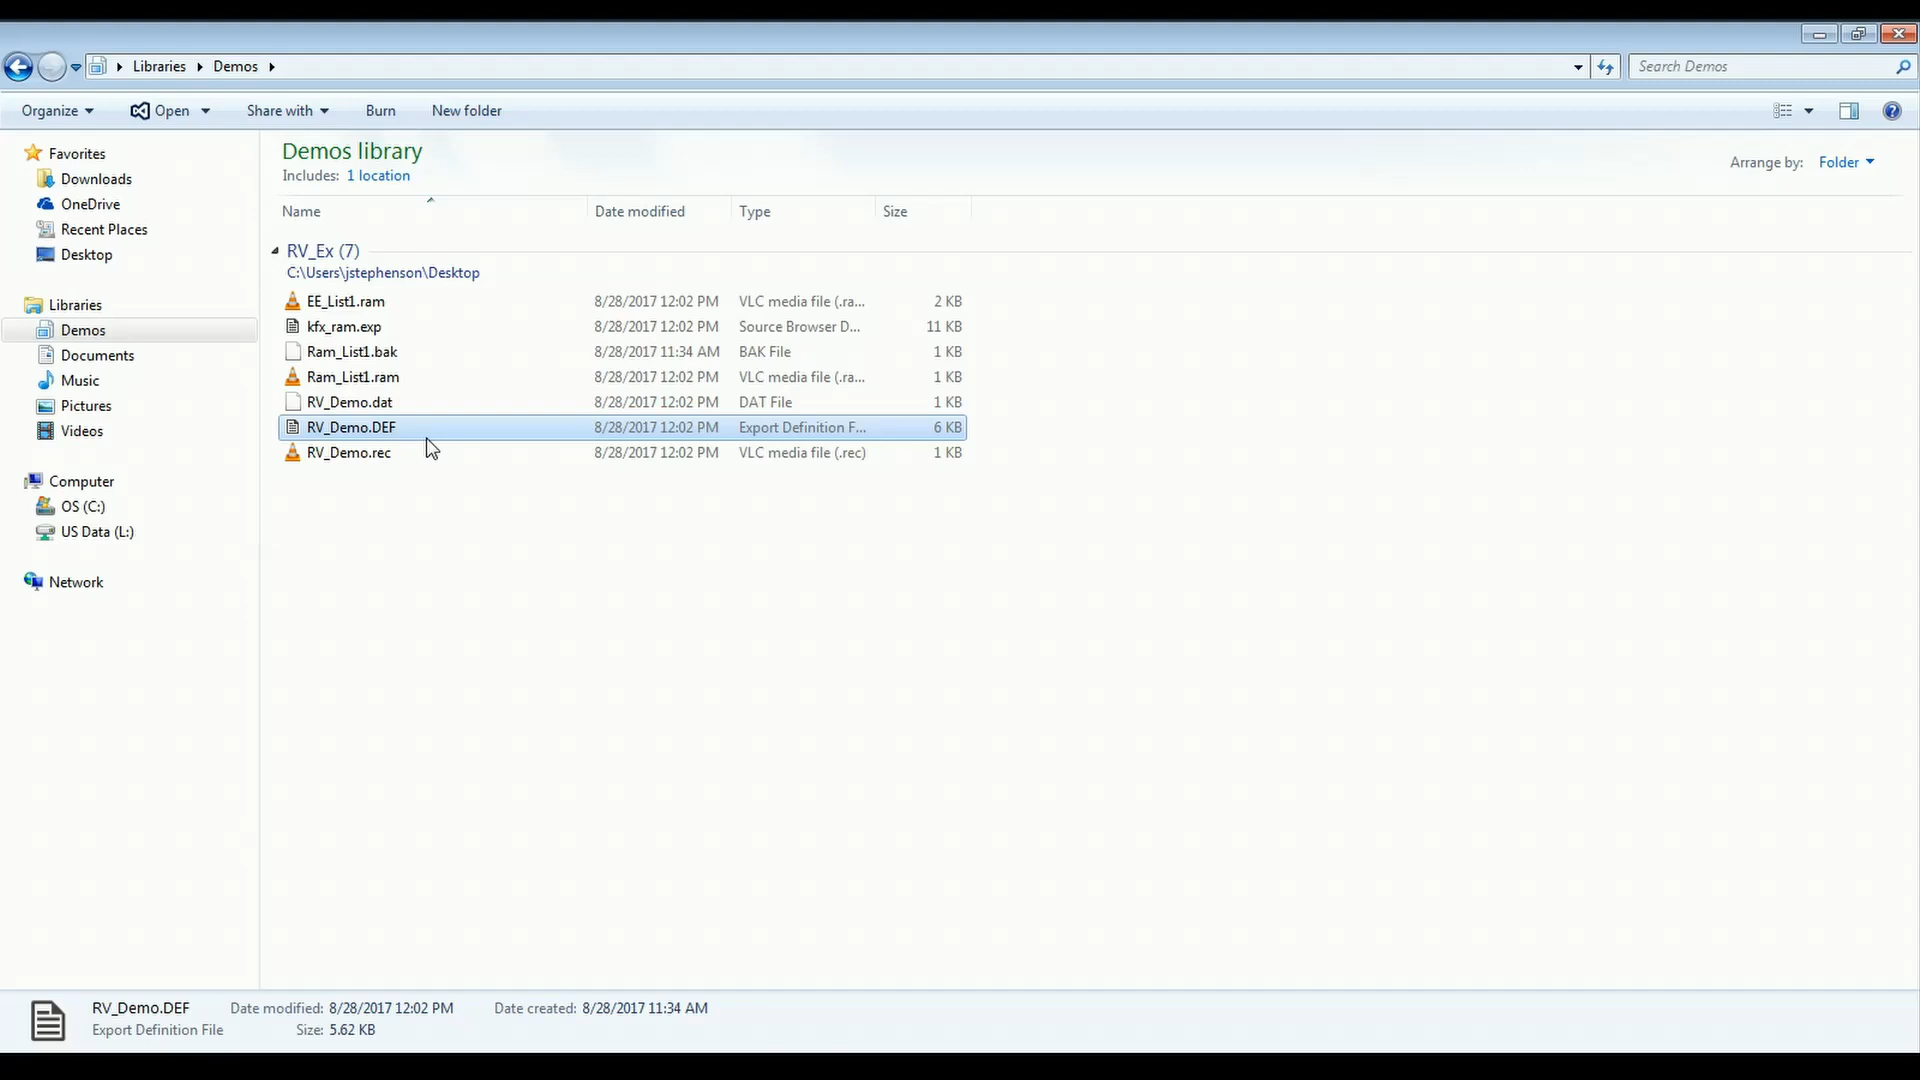 Libraries Demos
Search Demos
Organize Open Share with Burn New folder
Favorites
Downloads
OneDrive
Recent Places
Desktop
Libraries
Demos
Documents
Music
Pictures
Videos
Computer
OS (C:)
US Data (L:)
Network
Demos library
Includes: 1 location
Arrange by: Folder
Name Date modified Type Size
RV_Ex (7)
C:\Users\jstephenson\Desktop
EE_List1.ram 8/28/2017 12:02 PM VLC media file (.ra... 2 KB
kfx_ram.exp 8/28/2017 12:02 PM Source Browser D... 11 KB
Ram_List1.bak 8/28/2017 11:34 AM BAK File 1 KB
Ram_List1.ram 8/28/2017 12:02 PM VLC media file (.ra... 1 KB
RV_Demo.dat 8/28/2017 12:02 PM DAT File 1 KB
RV_Demo.DEF 8/28/2017 12:02 PM Export Definition F... 6 KB
RV_Demo.rec 8/28/2017 12:02 PM VLC media file (.rec) 1 KB
RV_Demo.DEF Date modified: 8/28/2017 12:02 PM Date created: 8/28/2017 11:34 AM
Export Definition File Size: 5.62 KB